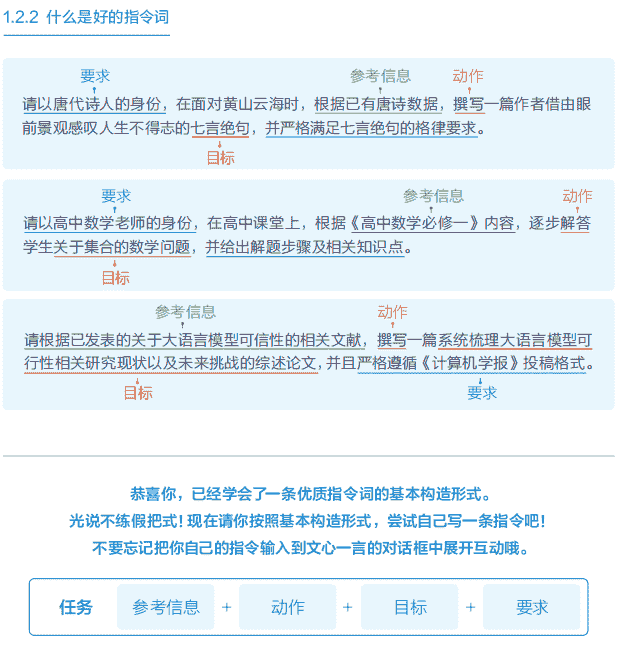 1.2.2 什么是好的指令词
要求 参考信息 动作
请以唐代诗人的身份，在面对黄山云海时，根据已有唐诗数据，撰写一篇作者借由眼
前景观感叹人生不得志的七言绝句，并严格满足七言绝句的格律要求。
目标
要求 参考信息 动作
请以高中数学老师的身份，在高中课堂上，根据《高中数学必修一》内容，逐步解答
学生关于集合的数学问题，并给出解题步骤及相关知识点。
目标
参考信息 动作
请根据已发表的关于大语言模型可信性的相关文献，撰写一篇系统梳理大语言模型可
行性相关研究现状以及未来挑战的综述论文，并且严格遵循《计算机学报》投稿格式。
目标 要求
恭喜你，已经学会了一条优质指令词的基本构造形式。
光说不练假把式！现在请你按照基本构造形式，尝试自己写一条指令吧！
不要忘记把你自己的指令输入到文心一言的对话框中展开互动哦。
任务 参考信息 + 动作 + 目标 + 要求